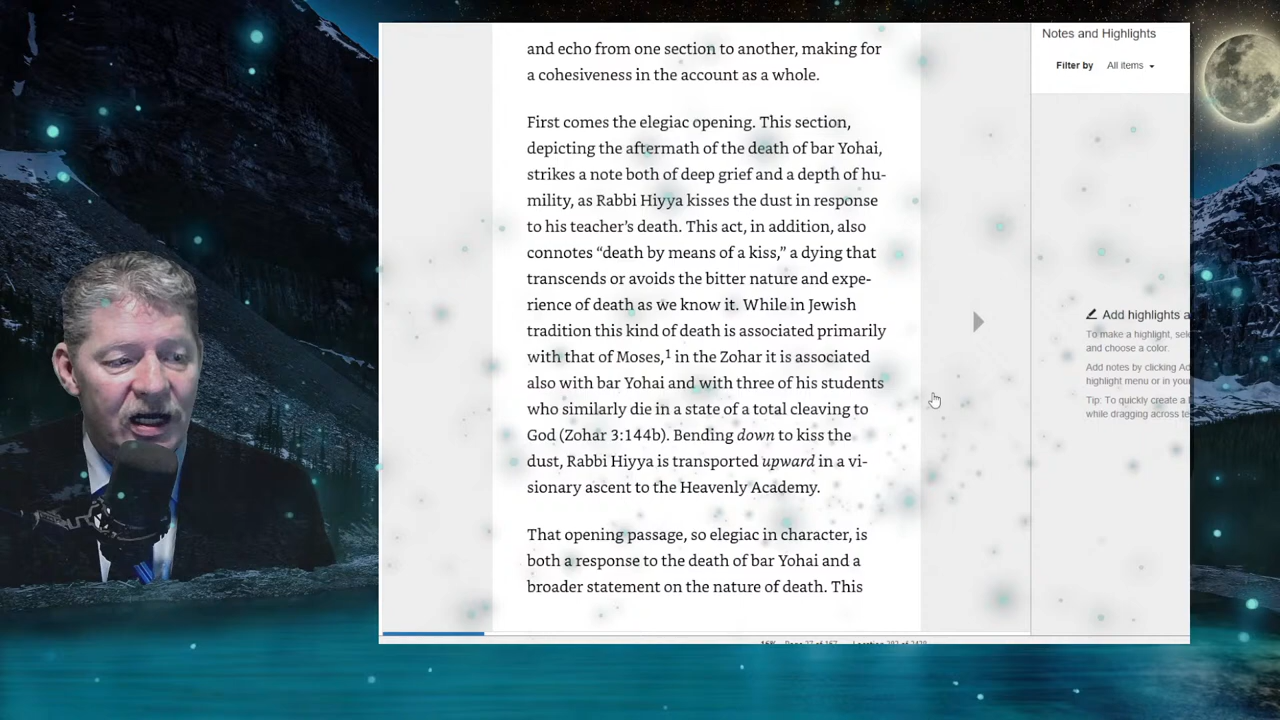 and echo from one section to another, making for
a cohesiveness in the account as a whole.
First comes the elegiac opening. This section,
depicting the aftermath of the death of bar Yohai,
strikes a note both of deep grief and a depth of hu-
mility, as Rabbi Hiyya kisses the dust in response
to his teacher’s death. This act, in addition, also
connotes “death by means of a kiss,” a dying that
transcends or avoids the bitter nature and expe-
rience of death as we know it. While in Jewish
tradition this kind of death is associated primarily
with that of Moses,1 in the Zohar it is associated
also with bar Yohai and with three of his students
who similarly die in a state of a total cleaving to
God (Zohar 3:144b). Bending down to kiss the
dust, Rabbi Hiyya is transported upward in a vi-
sionary ascent to the Heavenly Academy.
That opening passage, so elegiac in character, is
both a response to the death of bar Yohai and a
broader statement on the nature of death. This
Notes and Highlights
Filter by All items
Add highlights a
To make a highlight, sele
and choose a color.
Add notes by clicking Ad
highlight menu or in your
Tip: To quickly create a
while dragging across te